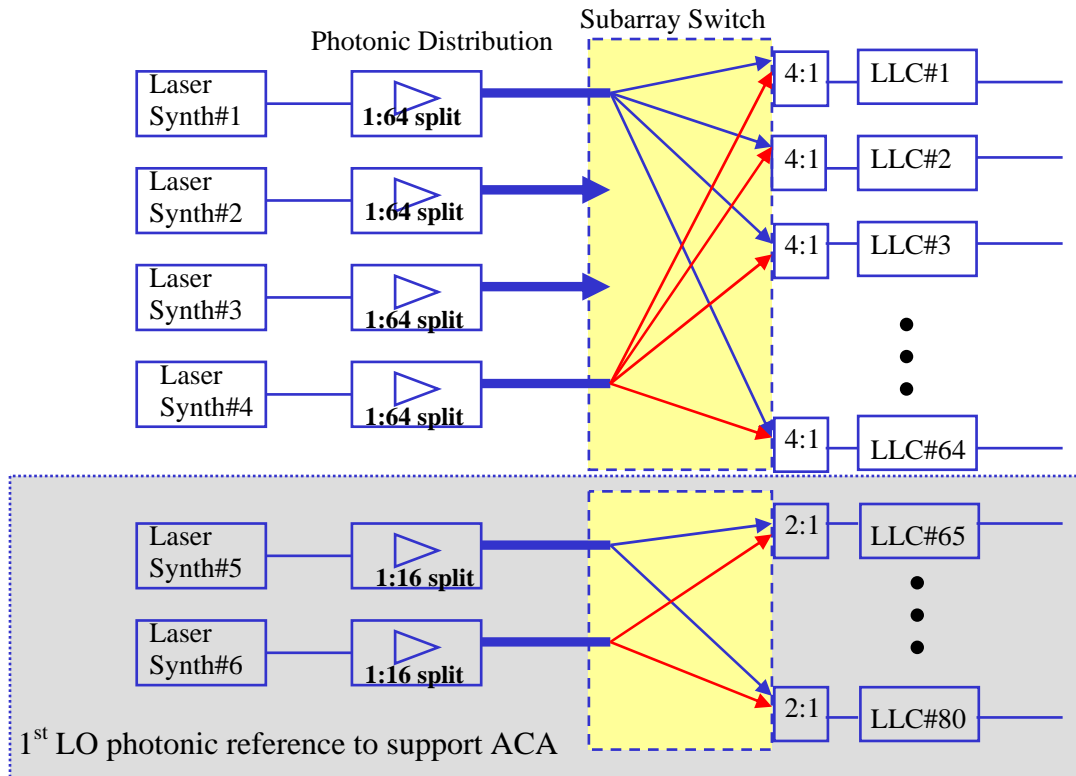 Subarray Switch
Photonic Distribution
Laser
Synth#1
1:64 split
4:1
LLC#1
Laser
Synth#2
1:64 split
4:1
LLC#2
Laser
Synth#3
1:64 split
4:1
LLC#3
Laser
Synth#4
1:64 split
4:1
LLC#64
Laser
Synth#5
1:16 split
2:1
LLC#65
Laser
Synth#6
1:16 split
2:1
LLC#80
1st LO photonic reference to support ACA